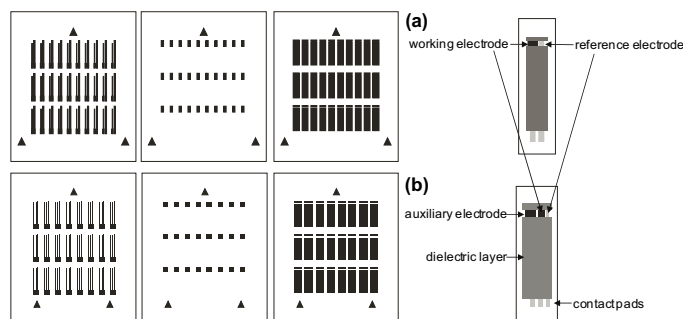 (a)
working electrode
reference electrode
(b)
auxiliary electrode
dielectric layer
contact pads